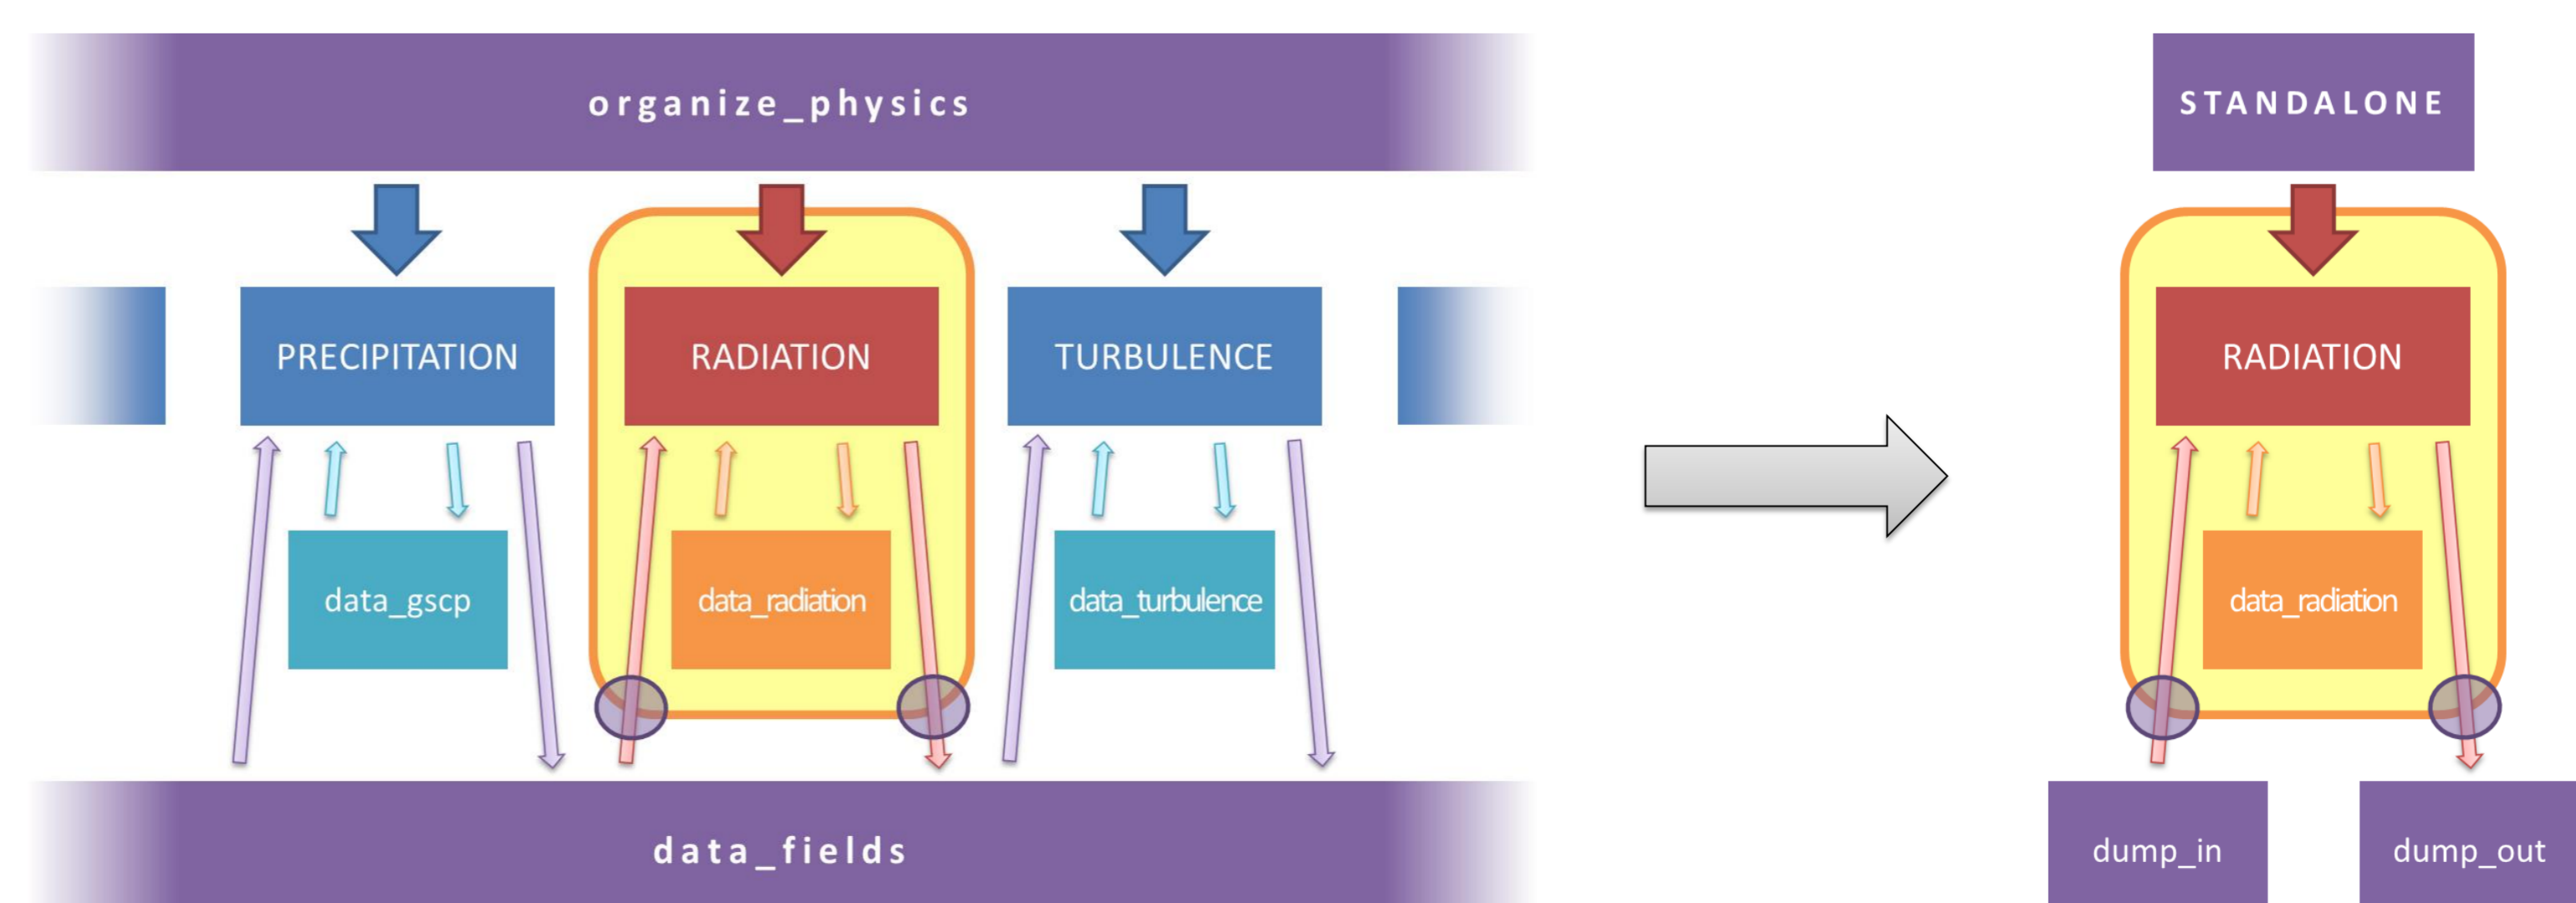 organize_physics
STANDALONE
PRECIPITATION
RADIATION
TURBULENCE
RADIATION
data_gscp
data_radiation
data_turbulence
data_radiation
data_fields
dump_in
dump_out